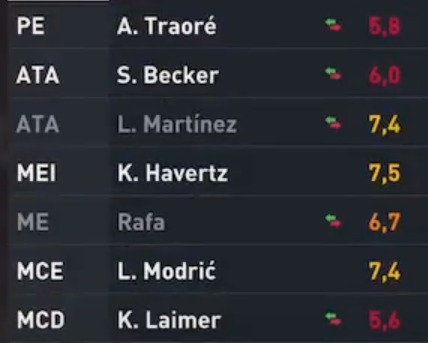 PE A. Traoré 5,8
ATA S. Becker 6,0
ATA L. Martínez 7,4
MEI K. Havertz 7,5
ME Rafa 6,7
MCE L. Modrić 7,4
MCD K. Laimer 5,6